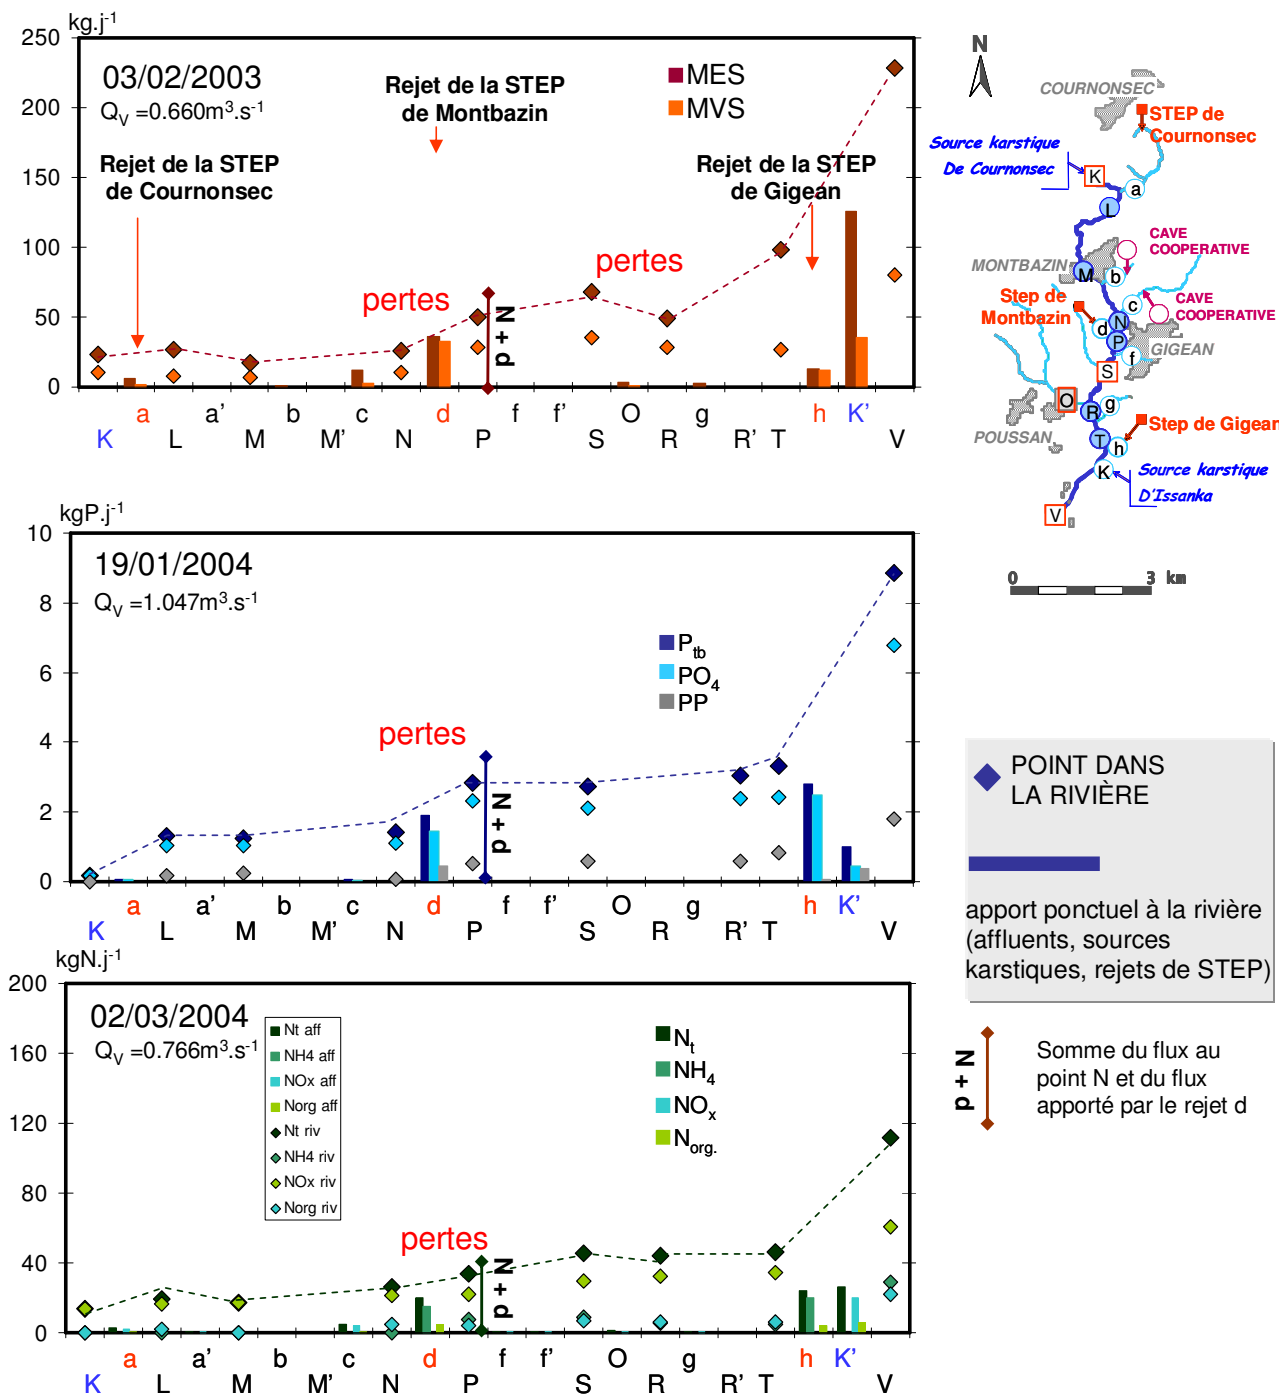 kg.j-1
250
200
150
100
50
0
03/02/2003
QV =0.660m3.s-1
Rejet de la STEP
de Cournonsec
Rejet de la STEP
de Montbazin
MES
MVS
Rejet de la STEP
de Gigean
pertes
pertes
p + N
a a' b c d f f' O g h K'
K L M M' N P S R R' T V
N
COURNONSEC
STEP de
Cournonsec
Source karstique
De Cournonsec
K
a
L
CAVE
COOPERATIVE
MONTBAZIN
M
b
Step de
Montbazin
c
CAVE
COOPERATIVE
N
d
P
GIGEAN
f
S
O
g
R
POUSSAN
Step de Gigean
T
h
K
Source karstique
D'Issanka
V
0 3 km
kgP.j-1
10
8
6
4
2
0
19/01/2004
QV =1.047m3.s-1
Ptb
PO4
PP
pertes
p + N
a a' b c d f f' O g h K'
K L M M' N P S R R' T V
POINT DANS
LA RIVIÈRE
apport ponctuel à la rivière
(affluents, sources
karstiques, rejets de STEP)
kgN.j-1
200
160
120
80
40
0
02/03/2004
QV =0.766m3.s-1
Nt aff
NH4 aff
NOx aff
Norg aff
Nt riv
NH4 riv
NOx riv
Norg riv
Nt
NH4
NOx
Norg.
pertes
p + N
a a' b c d f f' O g h K'
K L M M' N P S R R' T V
p + N
Somme du flux au
point N et du flux
apporté par le rejet d